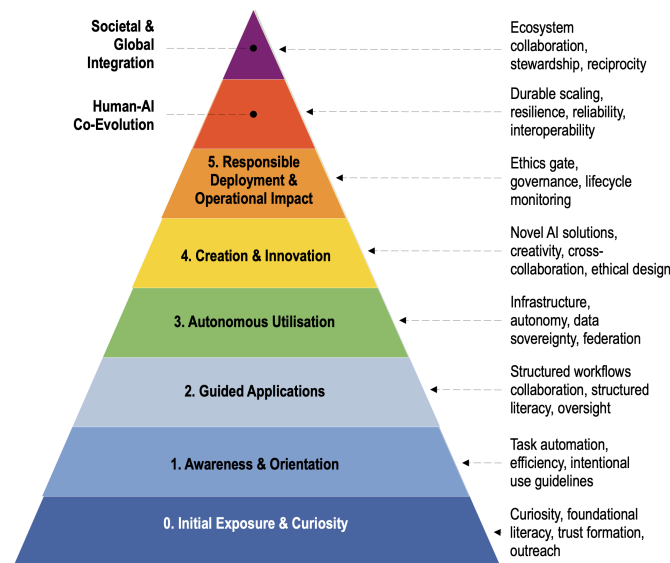 Societal &
Global
Integration
Ecosystem
collaboration,
stewardship, reciprocity
Human-AI
Co-Evolution
Durable scaling,
resilience, reliability,
interoperability
5. Responsible
Deployment &
Operational Impact
Ethics gate,
governance, lifecycle
monitoring
4. Creation & Innovation
Novel AI solutions,
creativity, cross-
collaboration, ethical design
3. Autonomous Utilisation
Infrastructure,
autonomy, data
sovereignty, federation
2. Guided Applications
Structured workflows
collaboration, structured
literacy, oversight
1. Awareness & Orientation
Task automation,
efficiency, intentional
use guidelines
0. Initial Exposure & Curiosity
Curiosity, foundational
literacy, trust formation,
outreach